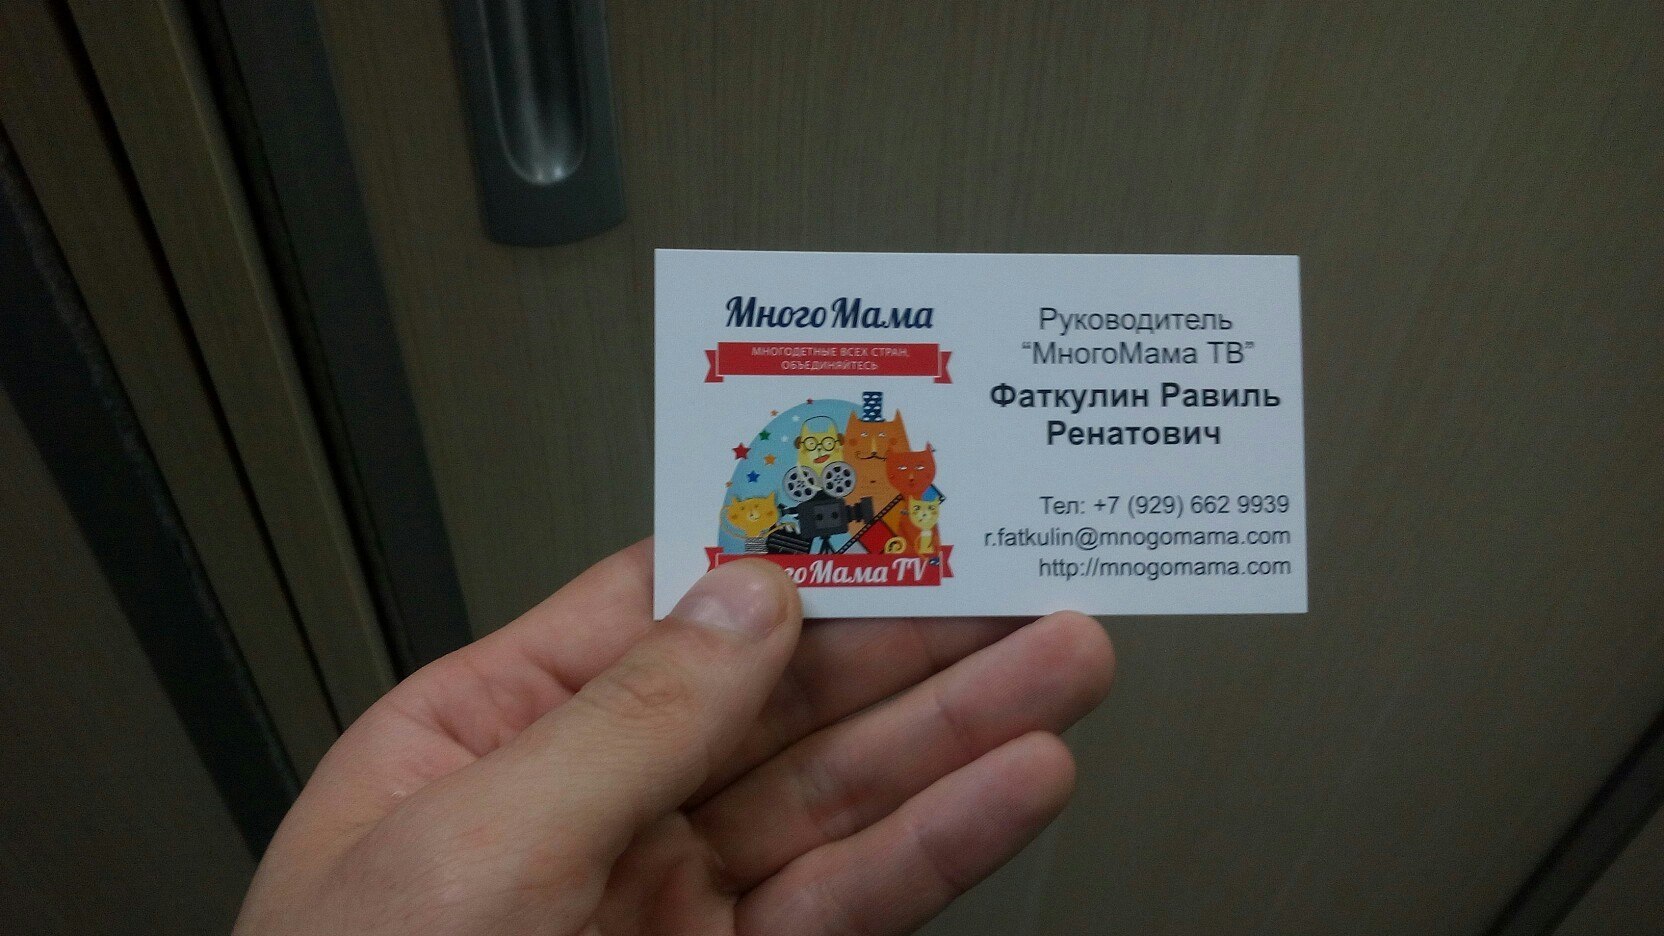 МногоМама
МНОГОДЕТНЫЕ ВСЕХ СТРАН,
ОБЪЕДИНЯЙТЕСЬ
Мама TV
Руководитель
“МногоМама ТВ”
Фаткулин Равиль
Ренатович
Тел: +7 (929) 662 9939
r.fatkulin@mnogomama.com
http://mnogomama.com